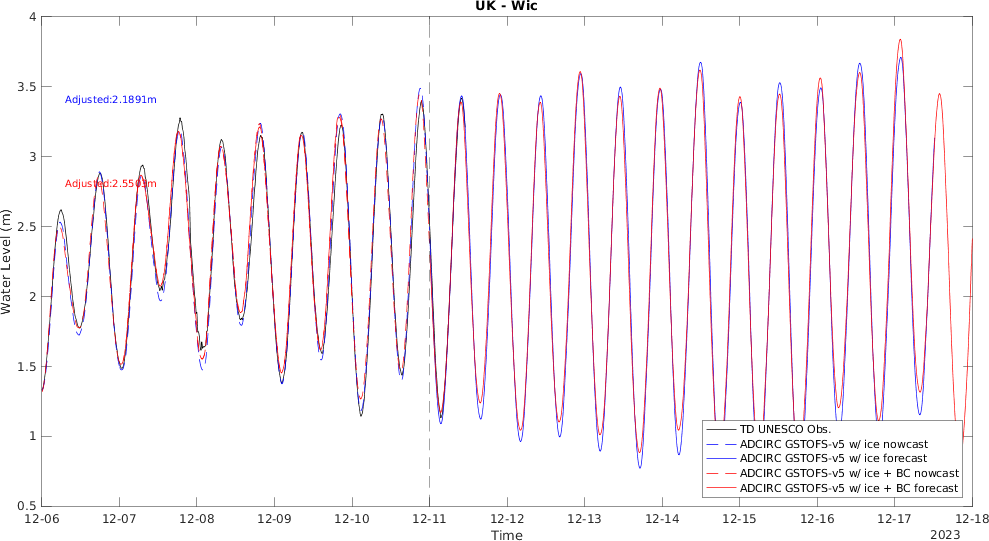 UK - Wic
Water Level (m)
4
3.5
3
2.5
2
1.5
1
0.5
Adjusted:2.1891m
Adjusted:2.5503m
TD UNESCO Obs.
ADCIRC GSTOFS-v5 w/ ice nowcast
ADCIRC GSTOFS-v5 w/ ice forecast
ADCIRC GSTOFS-v5 w/ ice + BC nowcast
ADCIRC GSTOFS-v5 w/ ice + BC forecast
12-06 12-07 12-08 12-09 12-10 12-11 12-12 12-13 12-14 12-15 12-16 12-17 12-18
Time
2023